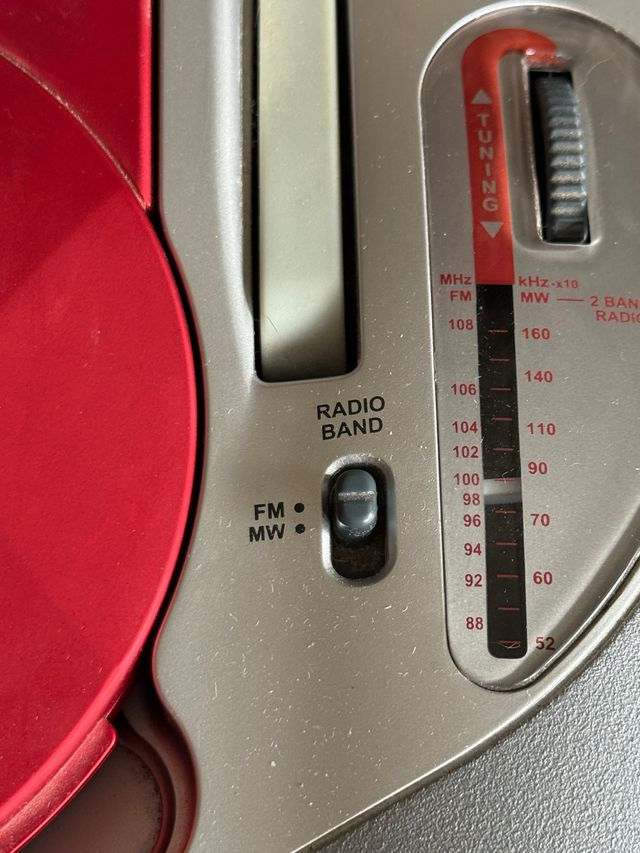 TUNING
MHz kHz-x10
FM MW 2 BAN
RADIO
108 160
106 140
104 110
102
100 90
98
96 70
94
92 60
88
52
RADIO
BAND
FM
MW